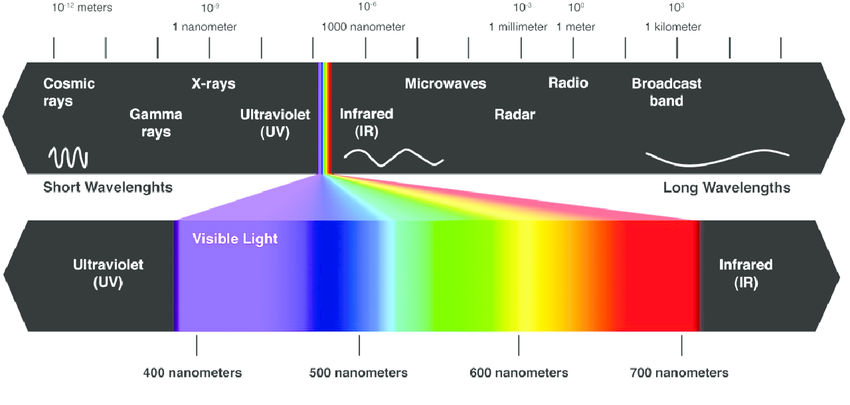 10-12 meters 10-9 10-6 10-3 100 103
1 nanometer 1000 nanometer 1 millimeter 1 meter 1 kilometer
Cosmic
rays
X-rays
Microwaves
Radio
Broadcast
band
Gamma
rays
Ultraviolet
(UV)
Infrared
(IR)
Radar
Short Wavelenghts
Long Wavelengths
Visible Light
Ultraviolet
(UV)
Infrared
(IR)
400 nanometers 500 nanometers 600 nanometers 700 nanometers